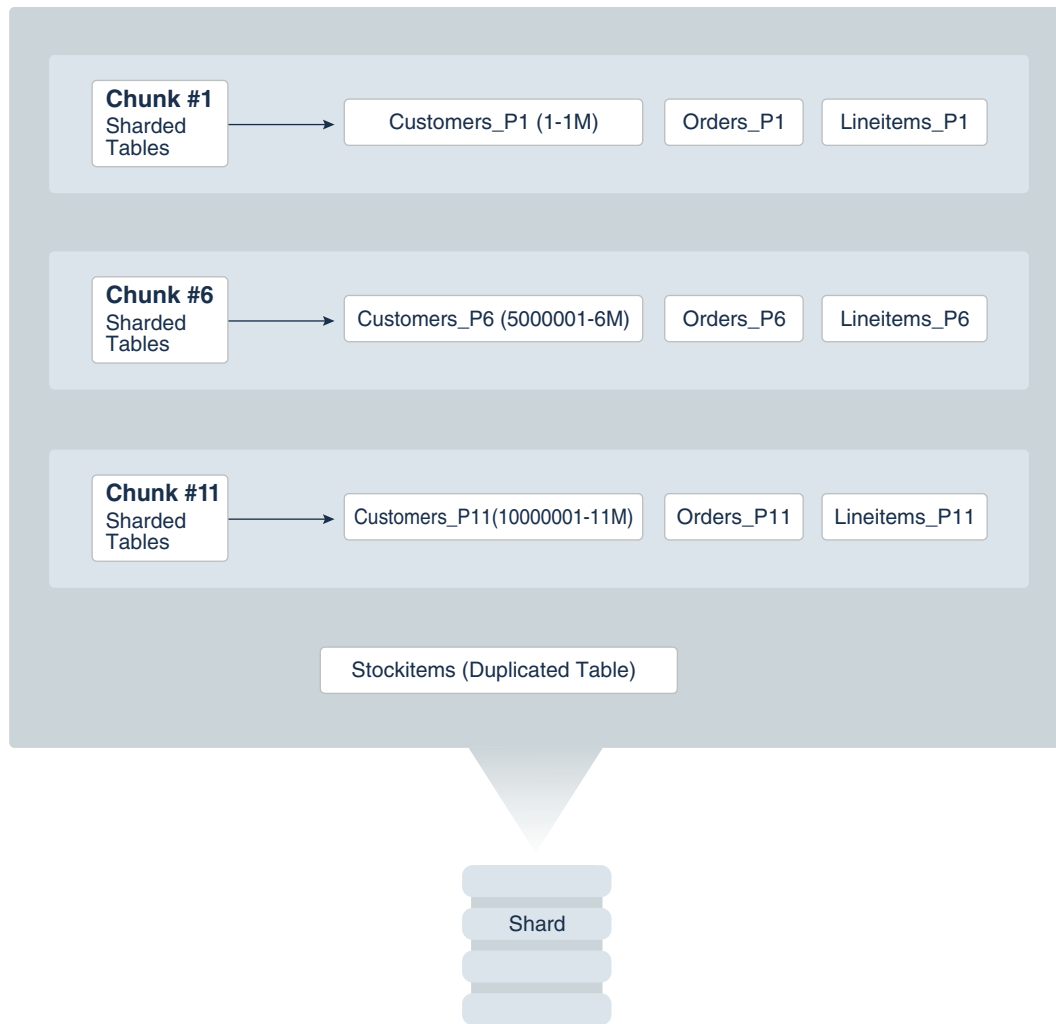 Chunk #1
Sharded
Tables
Customers_P1 (1-1M)
Orders_P1
Lineitems_P1
Chunk #6
Sharded
Tables
Customers_P6 (5000001-6M)
Orders_P6
Lineitems_P6
Chunk #11
Sharded
Tables
Customers_P11(10000001-11M)
Orders_P11
Lineitems_P11
Stockitems (Duplicated Table)
Shard